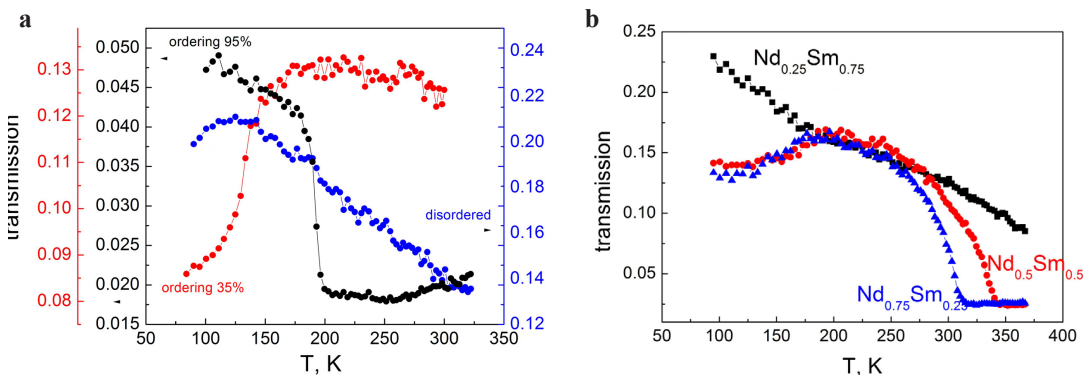 a
ordering 95%
ordering 35%
disordered
transmission
0.13
0.12
0.11
0.10
0.09
0.08
0.050
0.045
0.040
0.035
0.030
0.025
0.020
0.015
0.24
0.22
0.20
0.18
0.16
0.14
0.12
50 100 150 200 250 300 350
T, K
b
Nd0.25Sm0.75
Nd0.5Sm0.5
Nd0.75Sm0.25
transmission
0.25
0.20
0.15
0.10
0.05
50 100 150 200 250 300 350 400
T, K